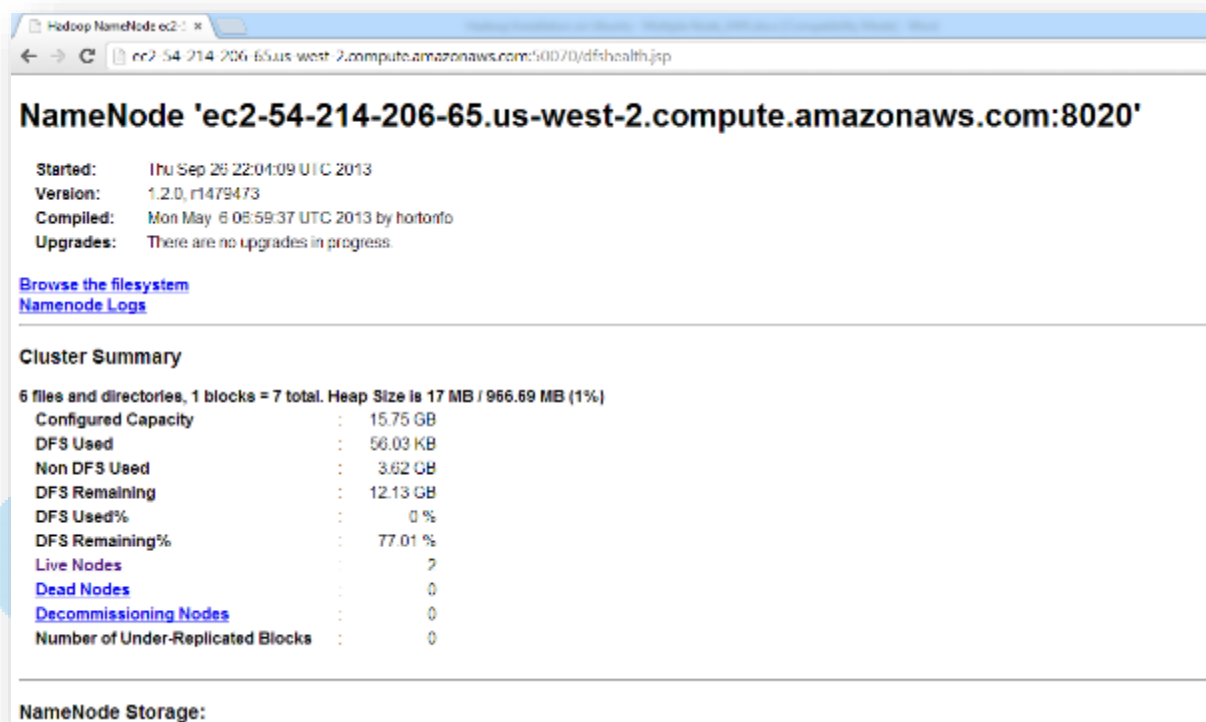 Hadoop NameNode ec2-5 ×
ec2-54-214-206-65.us-west-2.compute.amazonaws.com:50070/dfshealth.jsp
NameNode 'ec2-54-214-206-65.us-west-2.compute.amazonaws.com:8020'
Started: Thu Sep 26 22:04:09 UTC 2013
Version: 1.2.0, r1479473
Compiled: Mon May 6 06:59:37 UTC 2013 by hortonfo
Upgrades: There are no upgrades in progress.
Browse the filesystem
Namenode Logs
Cluster Summary
6 files and directories, 1 blocks = 7 total. Heap Size is 17 MB / 966.69 MB (1%)
Configured Capacity : 15.75 GB
DFS Used : 56.03 KB
Non DFS Used : 3.62 GB
DFS Remaining : 12.13 GB
DFS Used% : 0 %
DFS Remaining% : 77.01 %
Live Nodes : 2
Dead Nodes : 0
Decommissioning Nodes : 0
Number of Under-Replicated Blocks : 0
NameNode Storage: